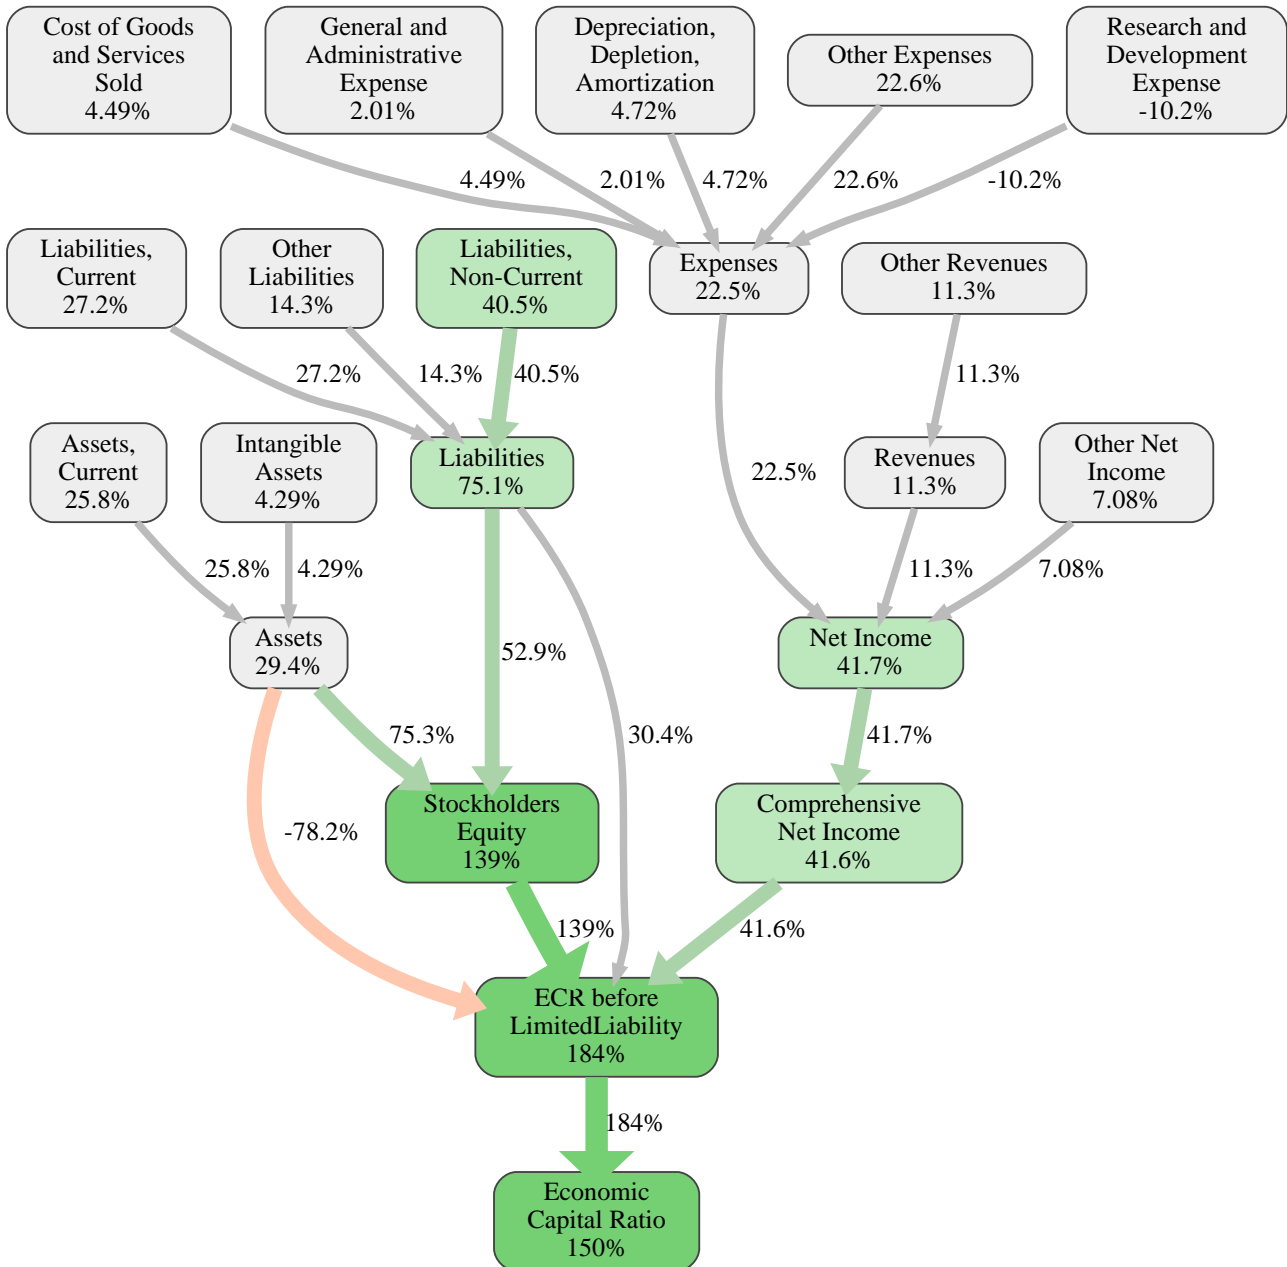 Cost of Goods
and Services
Sold
4.49%
General and
Administrative
Expense
2.01%
Depreciation,
Depletion,
Amortization
4.72%
Other Expenses
22.6%
Research and
Development
Expense
-10.2%
4.49%
2.01%
4.72%
22.6%
-10.2%
Liabilities,
Current
27.2%
Other
Liabilities
14.3%
Liabilities,
Non-Current
40.5%
Expenses
22.5%
Other Revenues
11.3%
27.2%
14.3%
40.5%
11.3%
Assets,
Current
25.8%
Intangible
Assets
4.29%
Liabilities
75.1%
22.5%
Revenues
11.3%
Other Net
Income
7.08%
25.8%
4.29%
11.3%
7.08%
Assets
29.4%
52.9%
Net Income
41.7%
75.3%
30.4%
41.7%
-78.2%
Stockholders
Equity
139%
Comprehensive
Net Income
41.6%
139%
41.6%
ECR before
LimitedLiability
184%
184%
Economic
Capital Ratio
150%